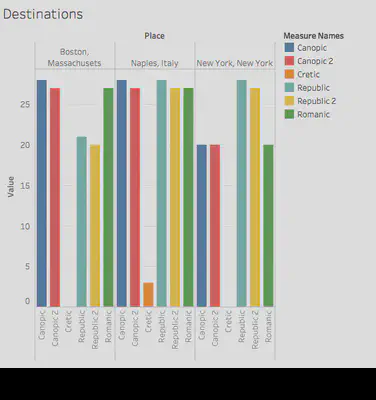 Destinations
Place
Boston,
Massachusets
Naples, Italy
New York, New York
Measure Names
Canopic
Canopic 2
Cretic
Republic
Republic 2
Romanic
Value
25
20
15
10
5
0
Canopic
Canopic 2
Cretic
Republic
Republic 2
Romanic
Canopic
Canopic 2
Cretic
Republic
Republic 2
Romanic
Canopic
Canopic 2
Cretic
Republic
Republic 2
Romanic